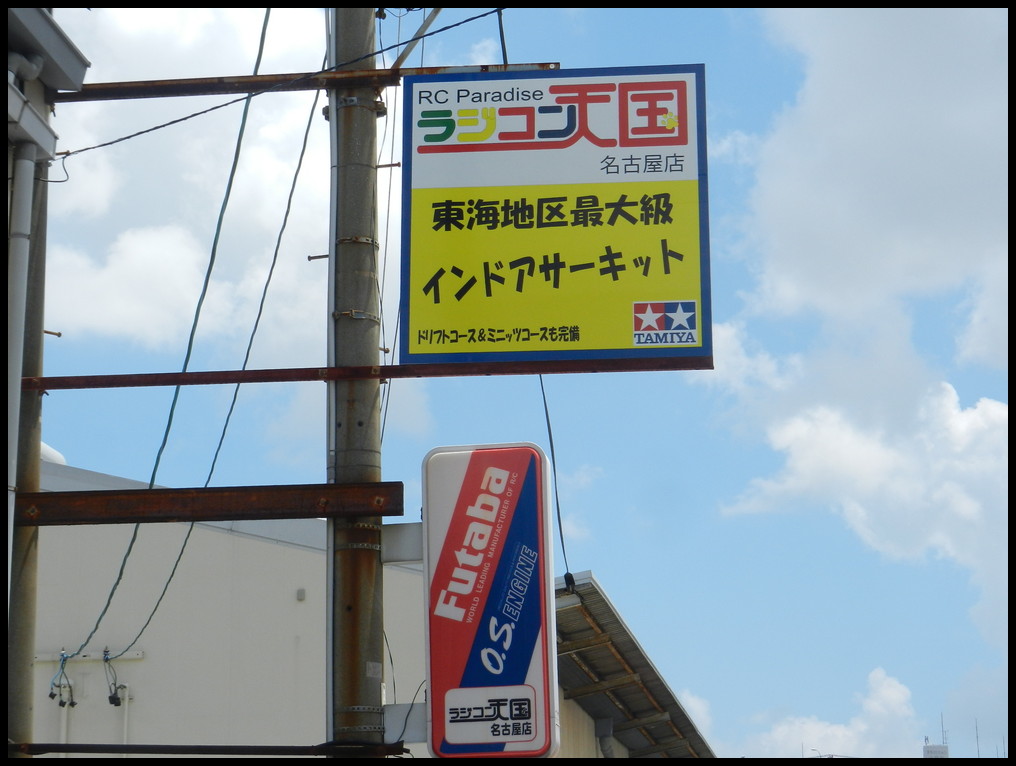 RC Paradise
ラジコン天国
名古屋店
東海地区最大級
インドアサーキット
ドリフトコース&ミニッツコースも完備
TAMIYA
Futaba
WORLD LEADING MANUFACTURER OF R/C
O.S. ENGINE
ラジコン天国
名古屋店